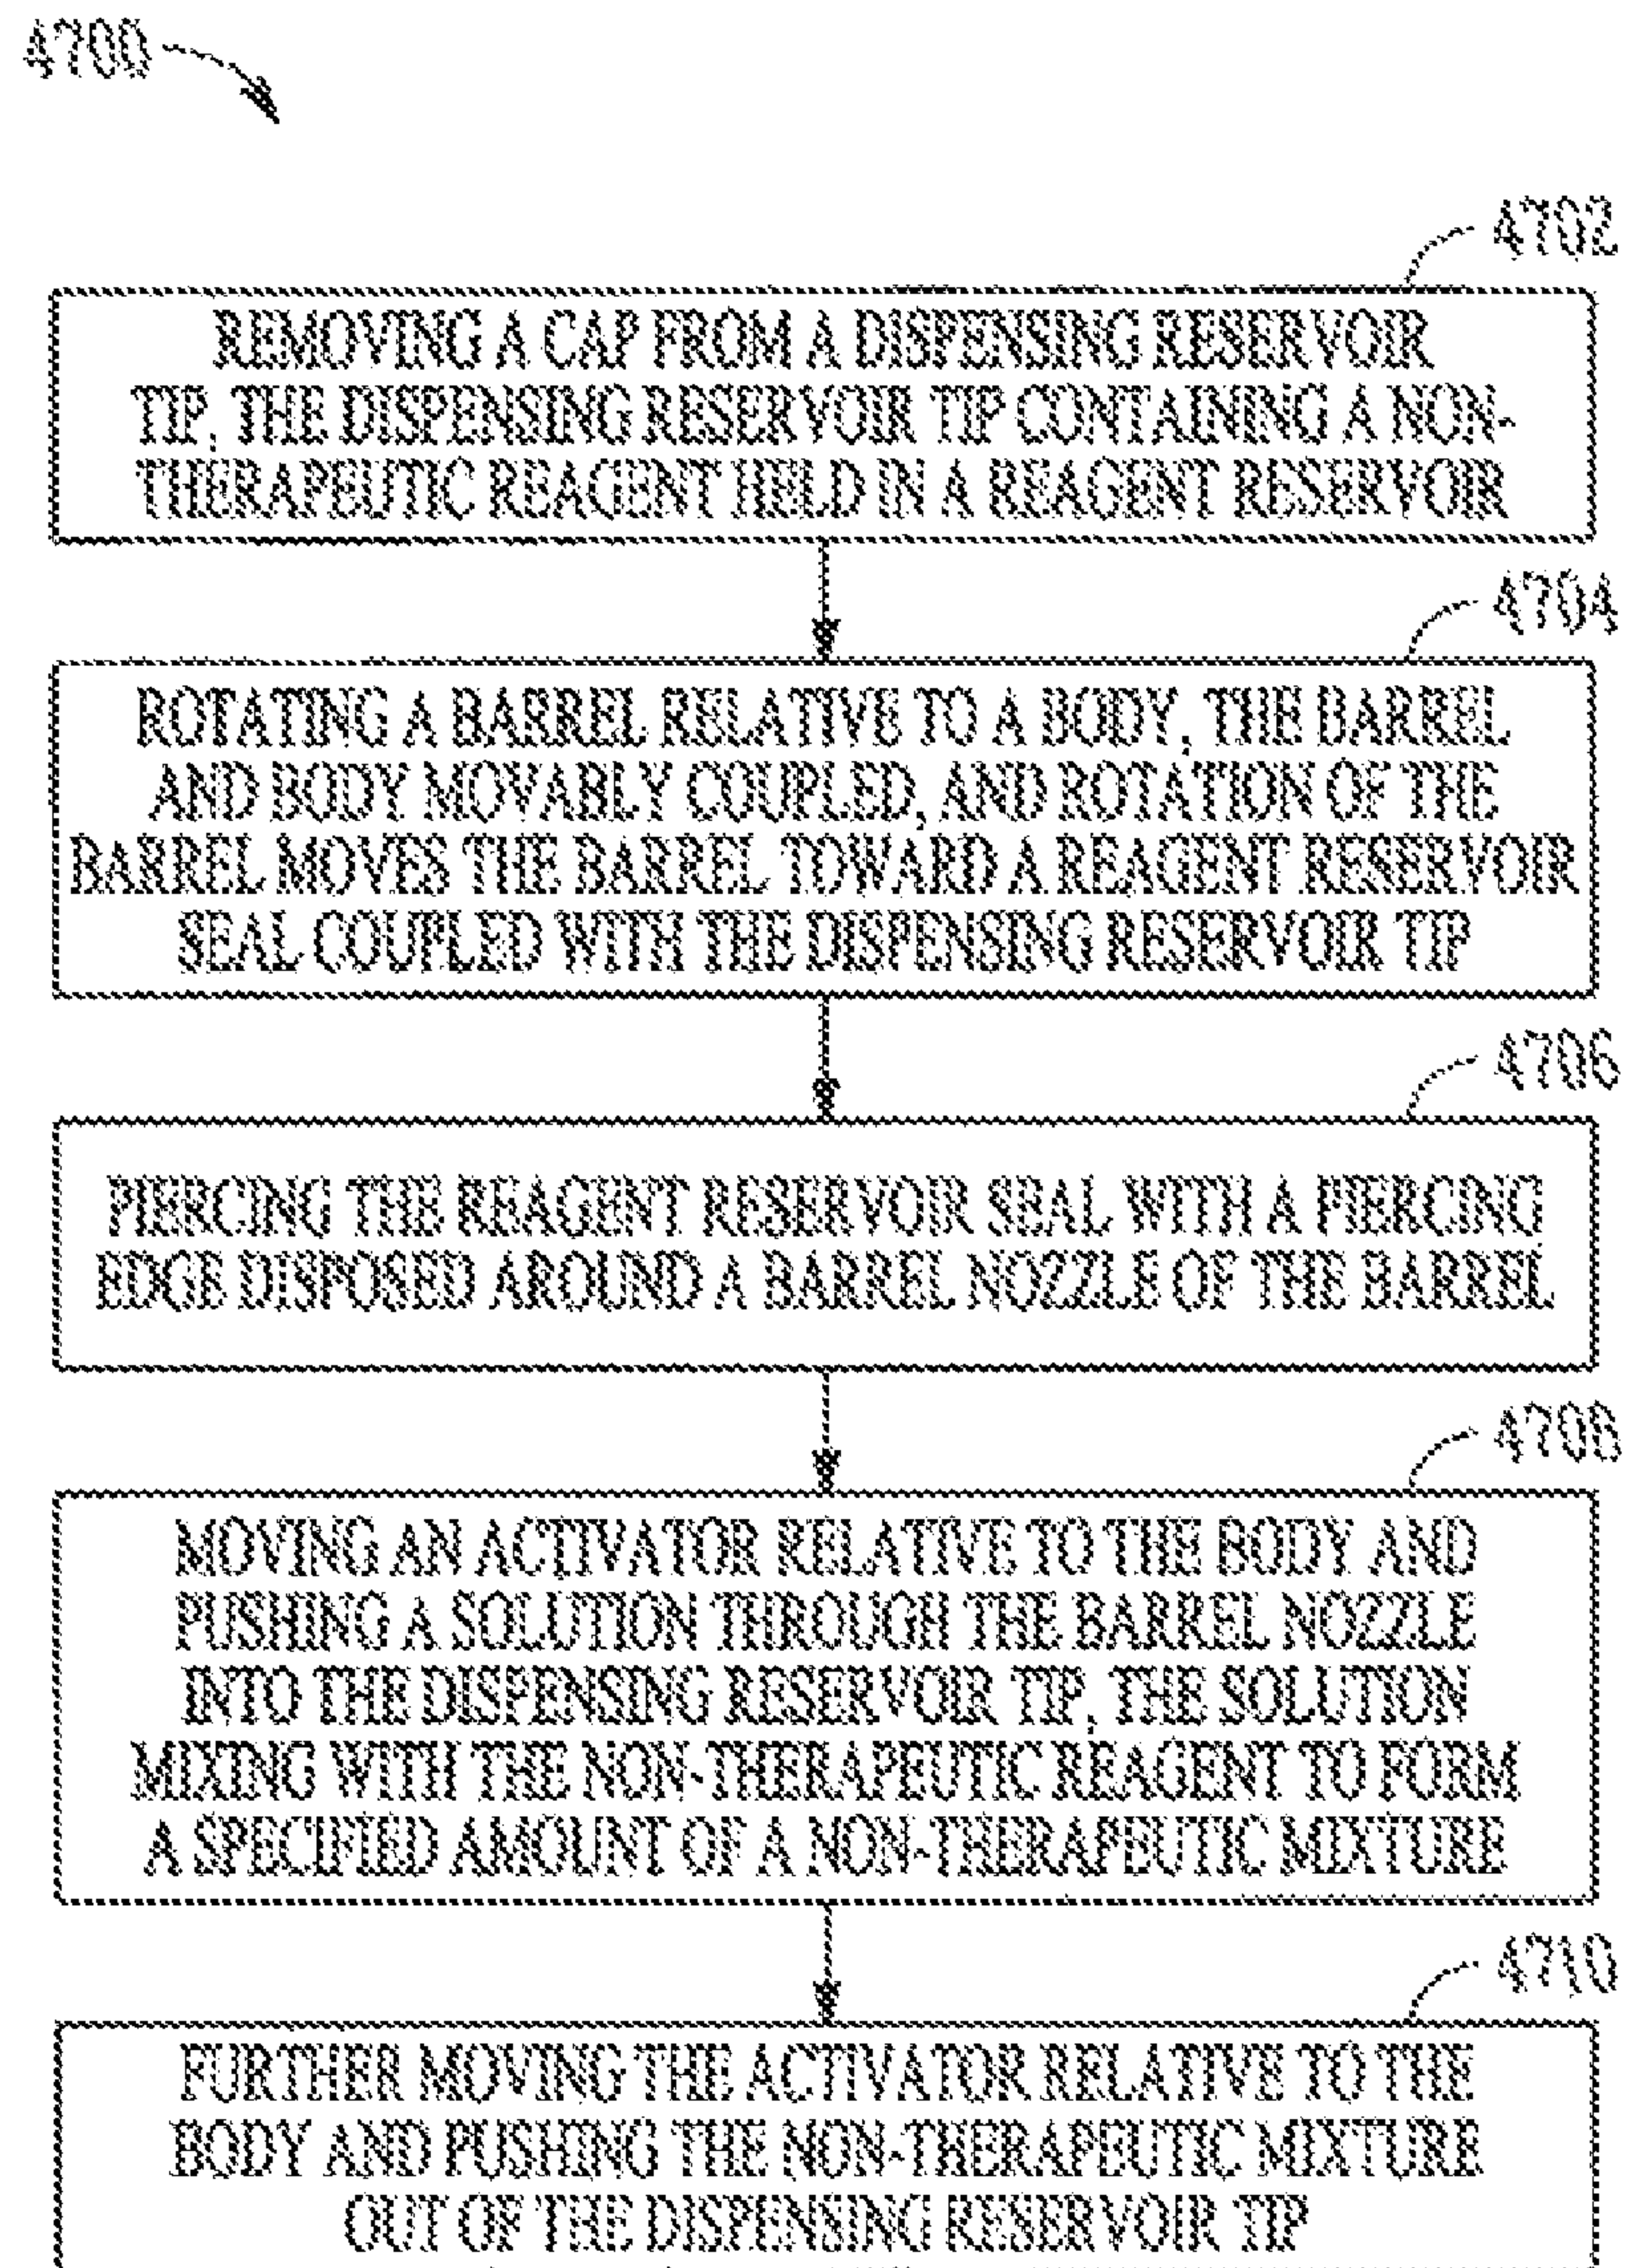 4700
4702
REMOVING A CAP FROM A DISPENSING RESERVOIR
TIP, THE DISPENSING RESERVOIR TIP CONTAINING A NON-
THERAPEUTIC REAGENT HELD IN A REAGENT RESERVOIR
4704
ROTATING A BARREL RELATIVE TO A BODY, THE BARREL
AND BODY MOVABLY COUPLED, AND ROTATION OF THE
BARREL MOVES THE BARREL TOWARD A REAGENT RESERVOIR
SEAL COUPLED WITH THE DISPENSING RESERVOIR TIP
4706
PIERCING THE REAGENT RESERVOIR SEAL WITH A PIERCING
EDGE DISPOSED AROUND A BARREL NOZZLE OF THE BARREL
4708
MOVING AN ACTIVATOR RELATIVE TO THE BODY AND
PUSHING A SOLUTION THROUGH THE BARREL NOZZLE
INTO THE DISPENSING RESERVOIR TIP, THE SOLUTION
MIXING WITH THE NON-THERAPEUTIC REAGENT TO FORM
A SPECIFIED AMOUNT OF A NON-THERAPEUTIC MIXTURE
4710
FURTHER MOVING THE ACTIVATOR RELATIVE TO THE
BODY AND PUSHING THE NON-THERAPEUTIC MIXTURE
OUT OF THE DISPENSING RESERVOIR TIP